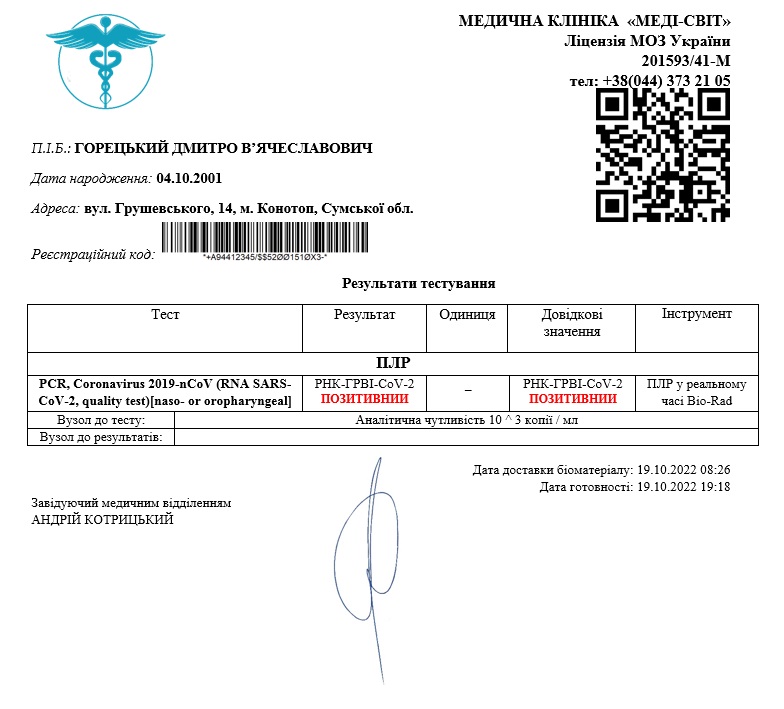 МЕДИЧНА КЛІНІКА «МЕДІ-СВІТ»
Ліцензія МОЗ України
201593/41-М
тел: +38(044) 373 21 05
П.І.Б.: ГОРЕЦЬКИЙ ДМИТРО В’ЯЧЕСЛАВОВИЧ
Дата народження: 04.10.2001
Адреса: вул. Грушевського, 14, м. Конотоп, Сумської обл.
Реєстраційний код:
*+A94412345/$$52ØØ151ØX3-*
Результати тестування
Тест Результат Одиниця Довідкові значення Інструмент
ПЛР
PCR, Coronavirus 2019-nCoV (RNA SARS-CoV-2, quality test)[naso- or oropharyngeal] РНК-ГРВІ-CoV-2 ПОЗИТИВНИИ – РНК-ГРВІ-CoV-2 ПОЗИТИВНИИ ПЛР у реальному часі Bio-Rad
Вузол до тесту: Аналітична чутливість 10 ^ 3 копії / мл
Вузол до результатів:
Дата доставки біоматеріалу: 19.10.2022 08:26
Дата готовності: 19.10.2022 19:18
Завідуючий медичним відділенням
АНДРІЙ КОТРИЦЬКИЙ